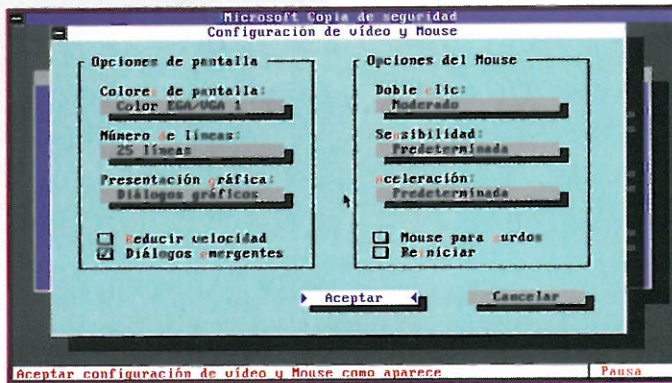 Microsoft Copia de seguridad
Configuración de vídeo y Mouse
Opciones de pantalla
Colores de pantalla:
Color EGA/VGA 1
Número de líneas:
25 líneas
Presentación gráfica:
Diálogos gráficos
Reducir velocidad
Diálogos emergentes
Opciones del Mouse
Doble clic:
Moderado
Sensibilidad:
Predeterminada
Aceleración:
Predeterminada
Mouse para zurdos
Reiniciar
Aceptar
Cancelar
Aceptar configuración de vídeo y Mouse como aparece
Pausa